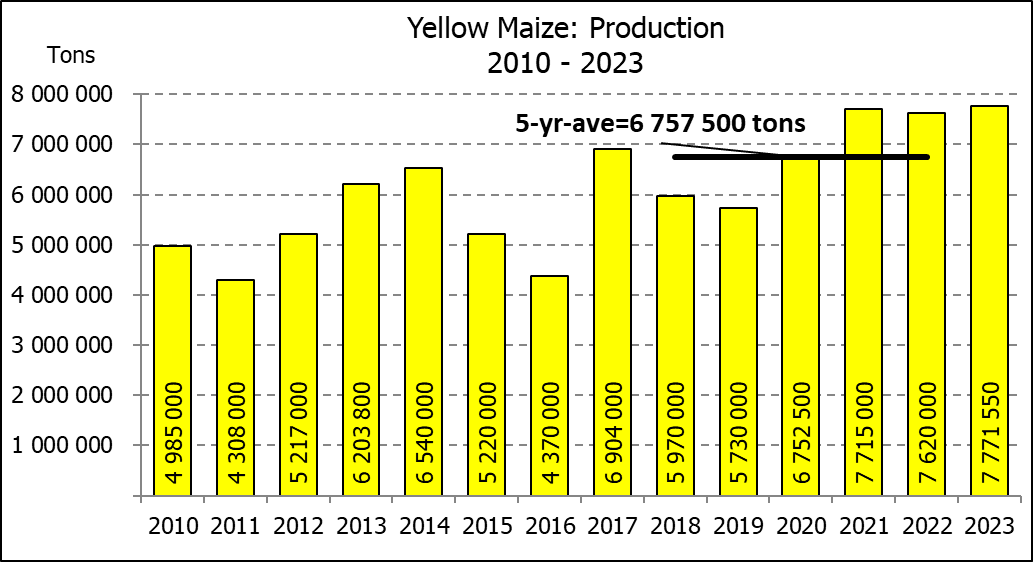 Yellow Maize: Production
2010 - 2023
Tons
8 000 000
7 000 000
6 000 000
5 000 000
4 000 000
3 000 000
2 000 000
1 000 000
5-yr-ave=6 757 500 tons
4 985 000
4 308 000
5 217 000
6 203 800
6 540 000
5 220 000
4 370 000
6 904 000
5 970 000
5 730 000
6 752 500
7 715 000
7 620 000
7 771 550
2010 2011 2012 2013 2014 2015 2016 2017 2018 2019 2020 2021 2022 2023